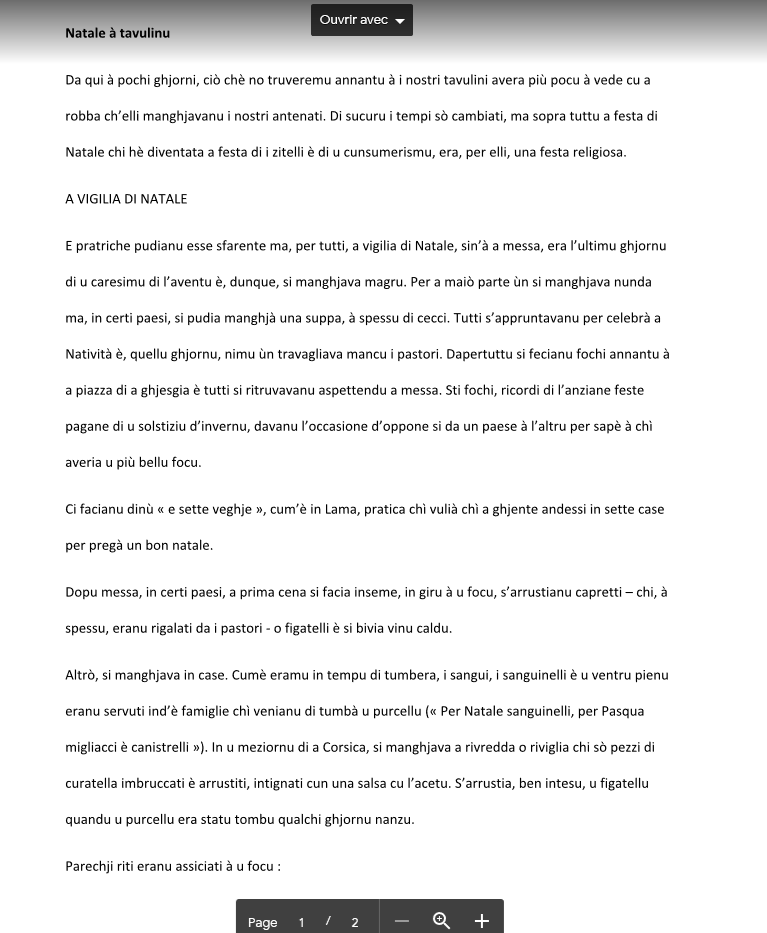 Ouvrir avec
Natale à tavulinu
Da qui à pochi ghjorni, ciò chè no truveremu annantu à i nostri tavulini avera più pocu à vede cu a
robba ch’elli manghjavanu i nostri antenati. Di sucuru i tempi sò cambiati, ma sopra tuttu a festa di
Natale chi hè diventata a festa di i zitelli è di u cunsumerismu, era, per elli, una festa religiosa.
A VIGILIA DI NATALE
E pratriche pudianu esse sfarente ma, per tutti, a vigilia di Natale, sin’à a messa, era l’ultimu ghjornu
di u caresimu di l’aventu è, dunque, si manghjava magru. Per a maiò parte ùn si manghjava nunda
ma, in certi paesi, si pudia manghjà una suppa, à spessu di cecci. Tutti s’appruntavanu per celebrà a
Natività è, quellu ghjornu, nimu ùn travagliava mancu i pastori. Dapertuttu si fecianu fochi annantu à
a piazza di a ghjesgia è tutti si ritruvavanu aspettendu a messa. Sti fochi, ricordi di l’anziane feste
pagane di u solstiziu d’invernu, davanu l’occasione d’oppone si da un paese à l’altru per sapè à chì
averia u più bellu focu.
Ci facianu dinù « e sette veghje », cum’è in Lama, pratica chì vulià chì a ghjente andessi in sette case
per pregà un bon natale.
Dopu messa, in certi paesi, a prima cena si facia inseme, in giru à u focu, s’arrustianu capretti – chi, à
spessu, eranu rigalati da i pastori - o figatelli è si bivia vinu caldu.
Altrò, si manghjava in case. Cumè eramu in tempu di tumbera, i sangui, i sanguinelli è u ventru pienu
eranu servuti ind’è famiglie chì venianu di tumbà u purcellu (« Per Natale sanguinelli, per Pasqua
migliacci è canistrelli »). In u meziornu di a Corsica, si manghjava a rivredda o riviglia chi sò pezzi di
curatella imbruccati è arrustiti, intignati cun una salsa cu l’acetu. S’arrustia, ben intesu, u figatellu
quandu u purcellu era statu tombu qualchi ghjornu nanzu.
Parechji riti eranu assiciati à u focu :
Page 1 / 2